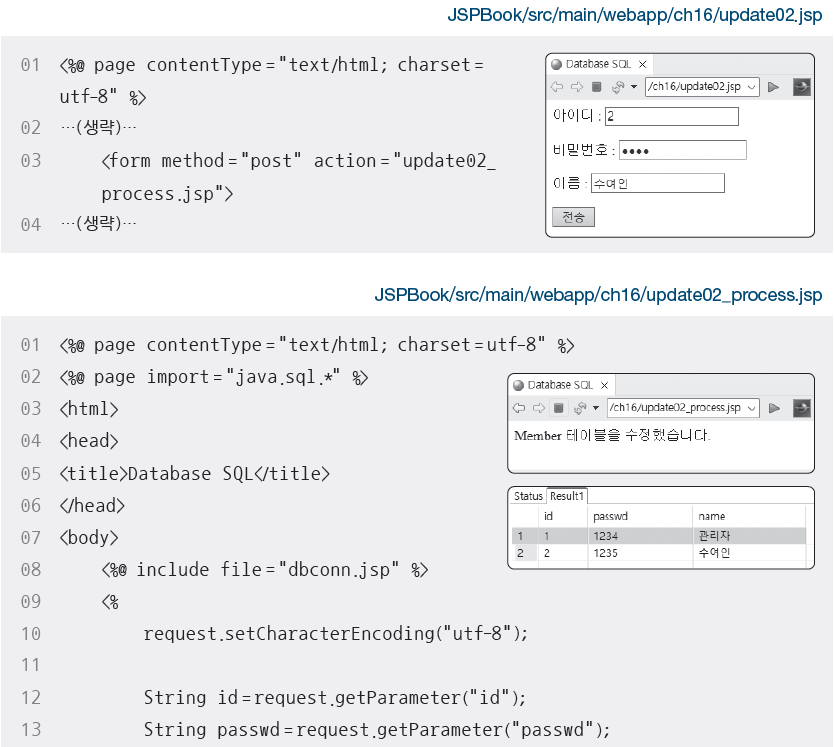 JSPBook/src/main/webapp/ch16/update02.jsp
01 <%@ page contentType="text/html; charset=
utf-8" %>
02 …(생략)…
03 <form method="post" action="update02_
process.jsp">
04 …(생략)…
Database SQL
/ch16/update02.jsp
아이디 : 2
비밀번호 : ●●●●
이름 : 수여인
전송
JSPBook/src/main/webapp/ch16/update02_process.jsp
01 <%@ page contentType="text/html; charset=utf-8" %>
02 <%@ page import="java.sql.*" %>
03 <html>
04 <head>
05 <title>Database SQL</title>
06 </head>
07 <body>
08 <%@ include file="dbconn.jsp" %>
09 <%
10 request.setCharacterEncoding("utf-8");
11
12 String id=request.getParameter("id");
13 String passwd=request.getParameter("passwd");
Database SQL
/ch16/update02_process.jsp
Member 테이블을 수정했습니다.
Status Result1
id passwd name
1 1 1234 관리자
2 2 1235 수여인